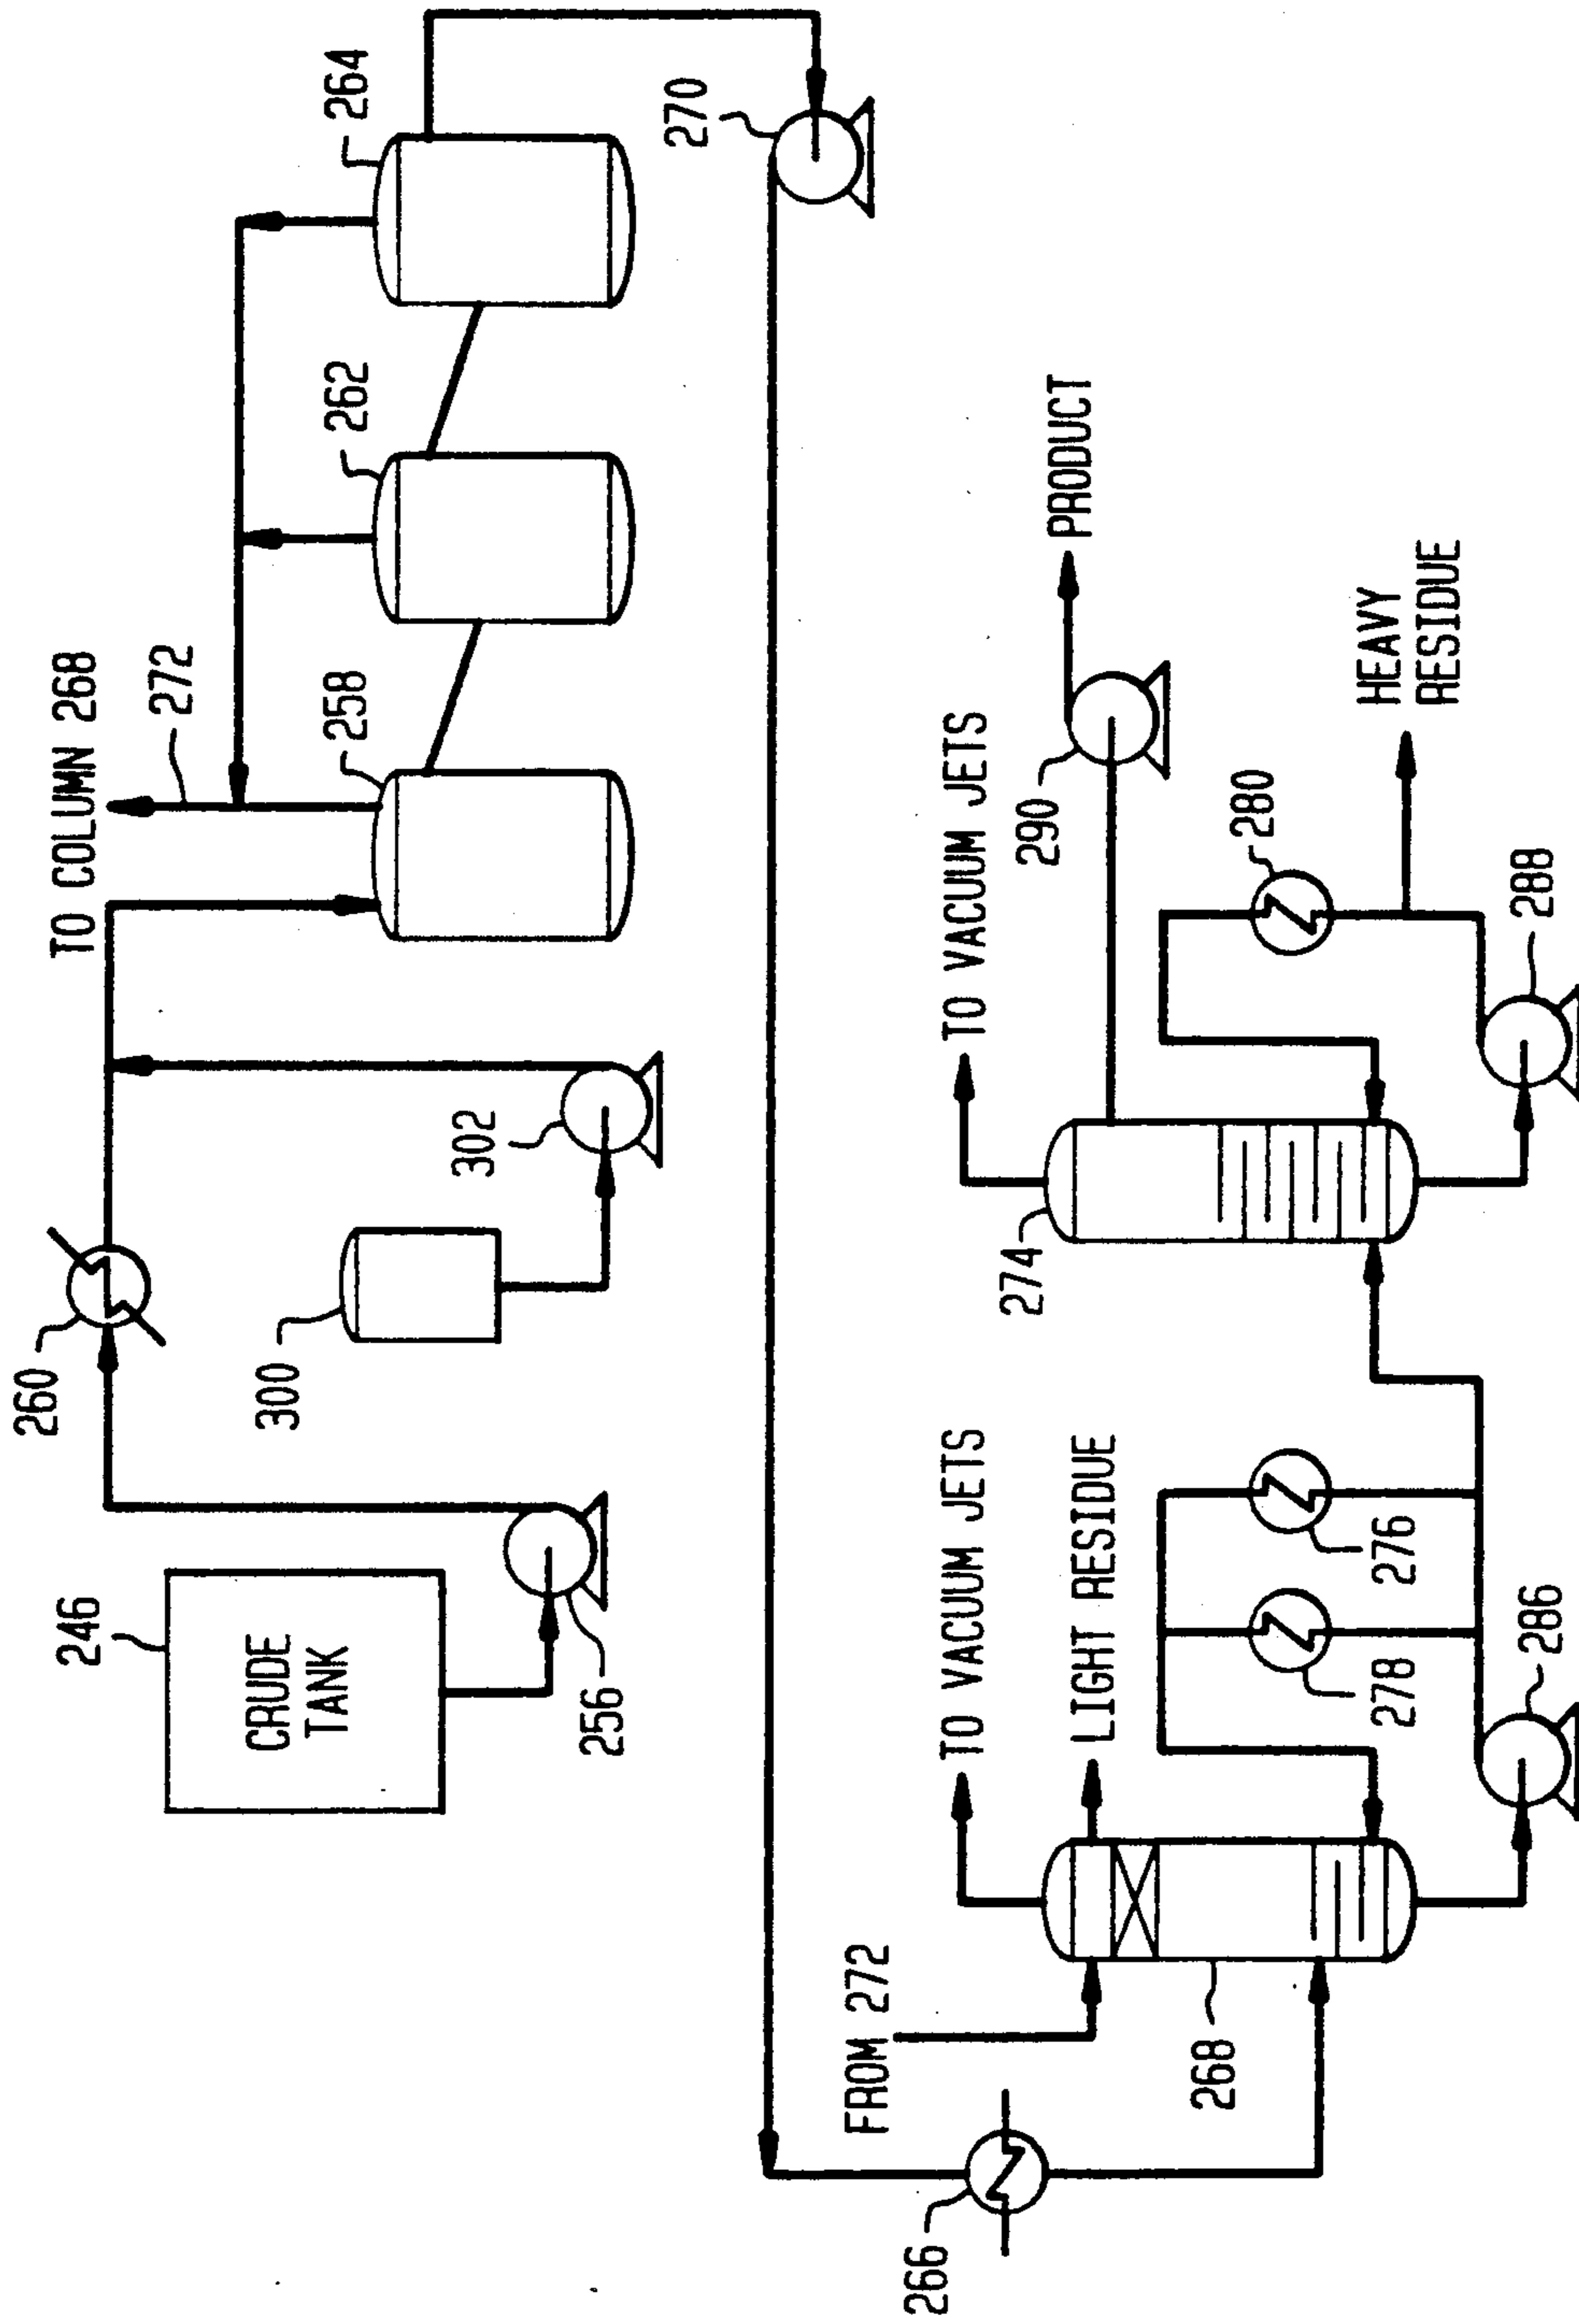 TO COLUMN 268
272
264
262
258
260
246
CRUDE
TANK
300
302
256
270
TO VACUUM JETS
PRODUCT
290
280
HEAVY
RESIDUE
274
288
TO VACUUM JETS
LIGHT RESIDUE
FROM 272
266
268
278
276
286